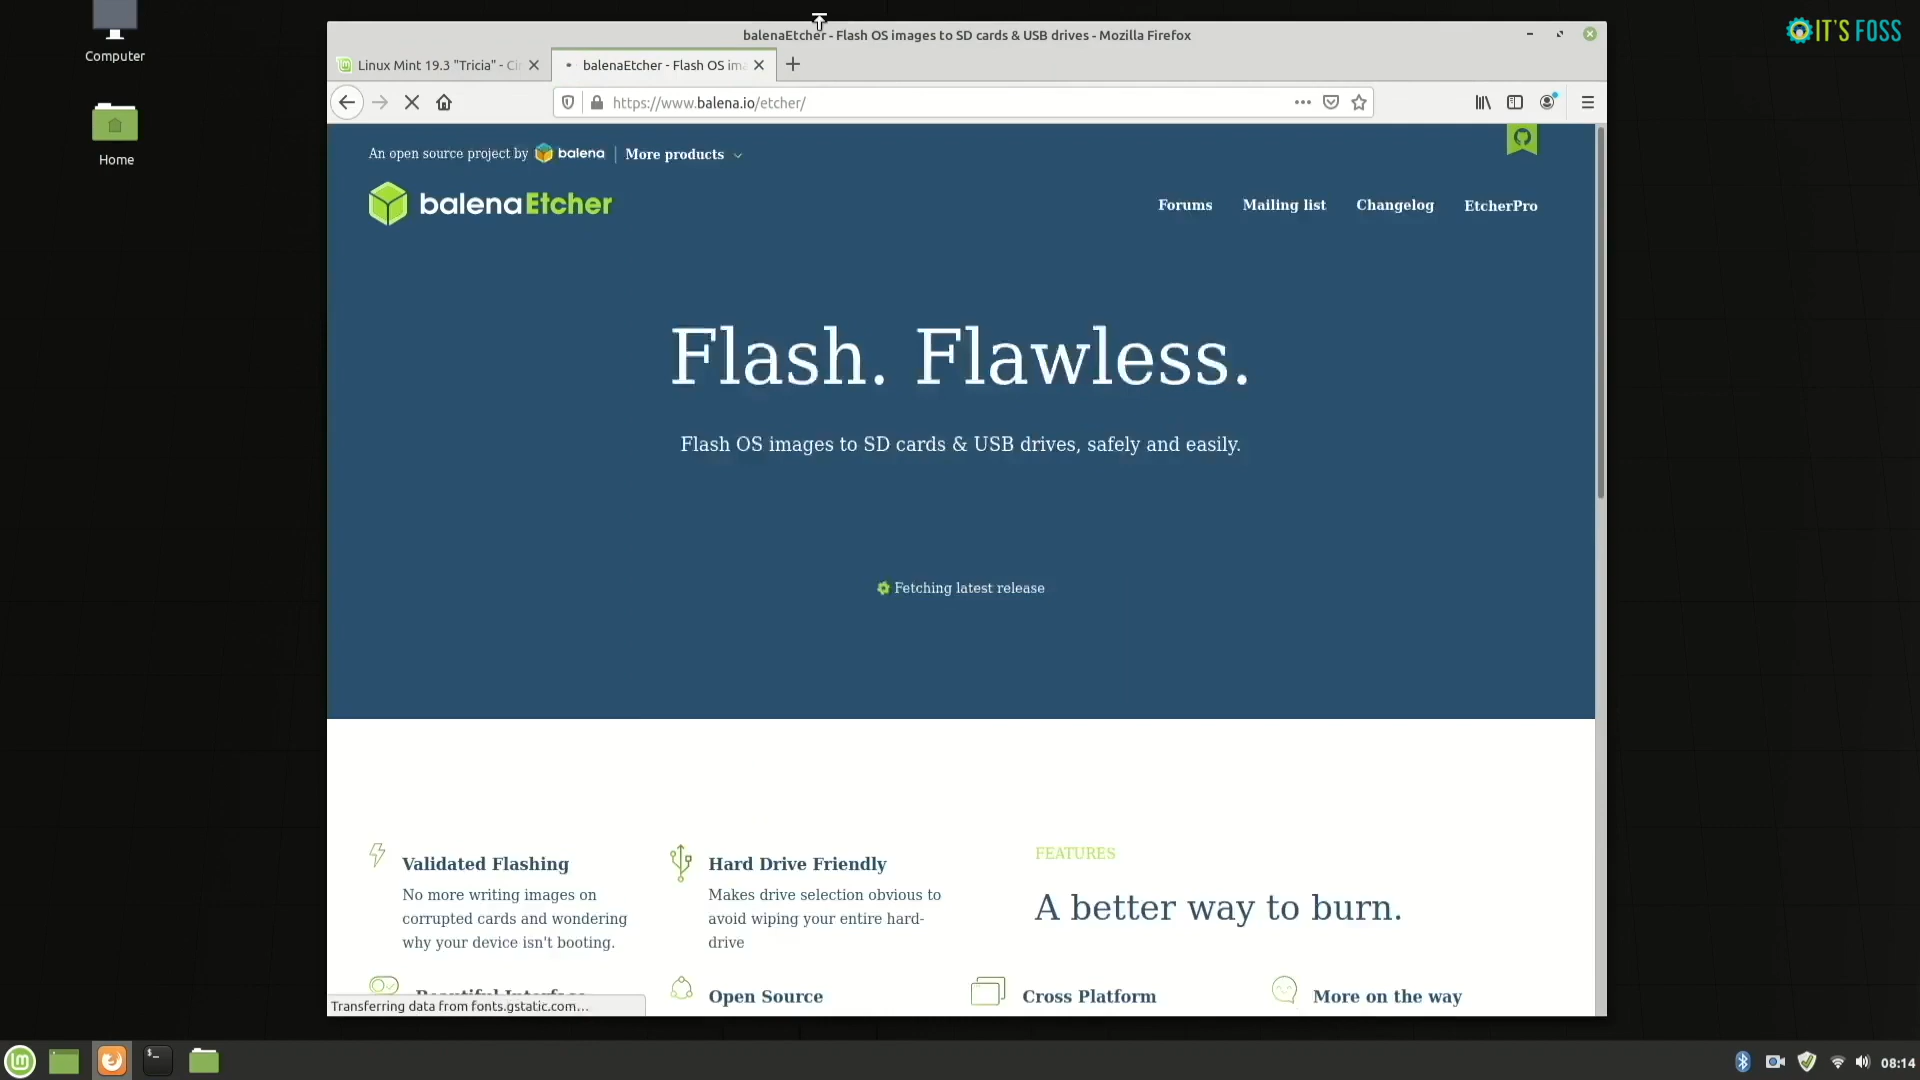 Computer
Home
IT'S FOSS
balenaEtcher - Flash OS images to SD cards & USB drives - Mozilla Firefox
Linux Mint 19.3 "Tricia" - Ci
balenaEtcher - Flash OS im
https://www.balena.io/etcher/
An open source project by balena
More products
balenaEtcher
Forums Mailing list Changelog EtcherPro
Flash. Flawless.
Flash OS images to SD cards & USB drives, safely and easily.
Fetching latest release
Validated Flashing
No more writing images on
corrupted cards and wondering
why your device isn't booting.
Hard Drive Friendly
Makes drive selection obvious to
avoid wiping your entire hard-
drive
FEATURES
A better way to burn.
Beautiful Interface
Open Source
Cross Platform
More on the way
Transferring data from fonts.gstatic.com…
lm
$_
08:14